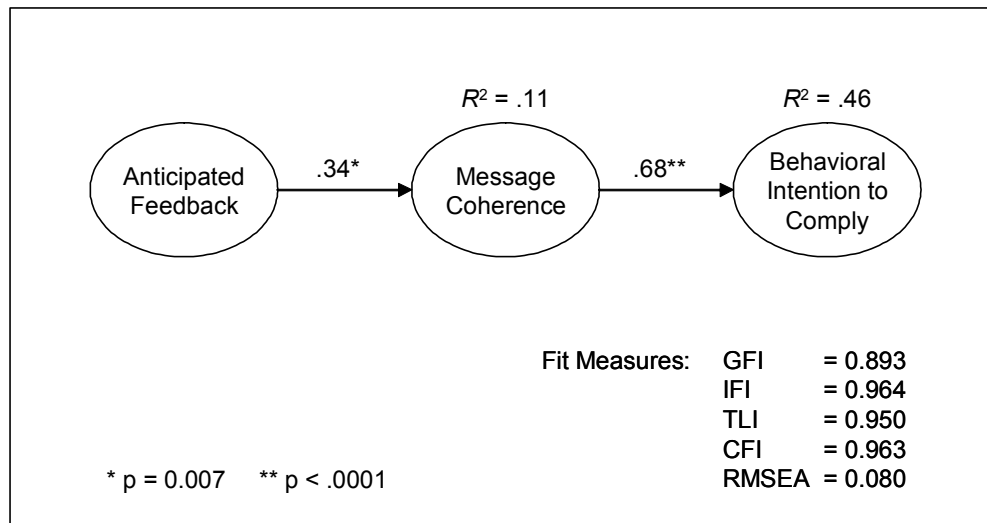 R² = .11
R² = .46
Anticipated
Feedback
.34*
Message
Coherence
.68**
Behavioral
Intention to
Comply
Fit Measures: GFI = 0.893
IFI = 0.964
TLI = 0.950
CFI = 0.963
* p = 0.007 ** p < .0001 RMSEA = 0.080